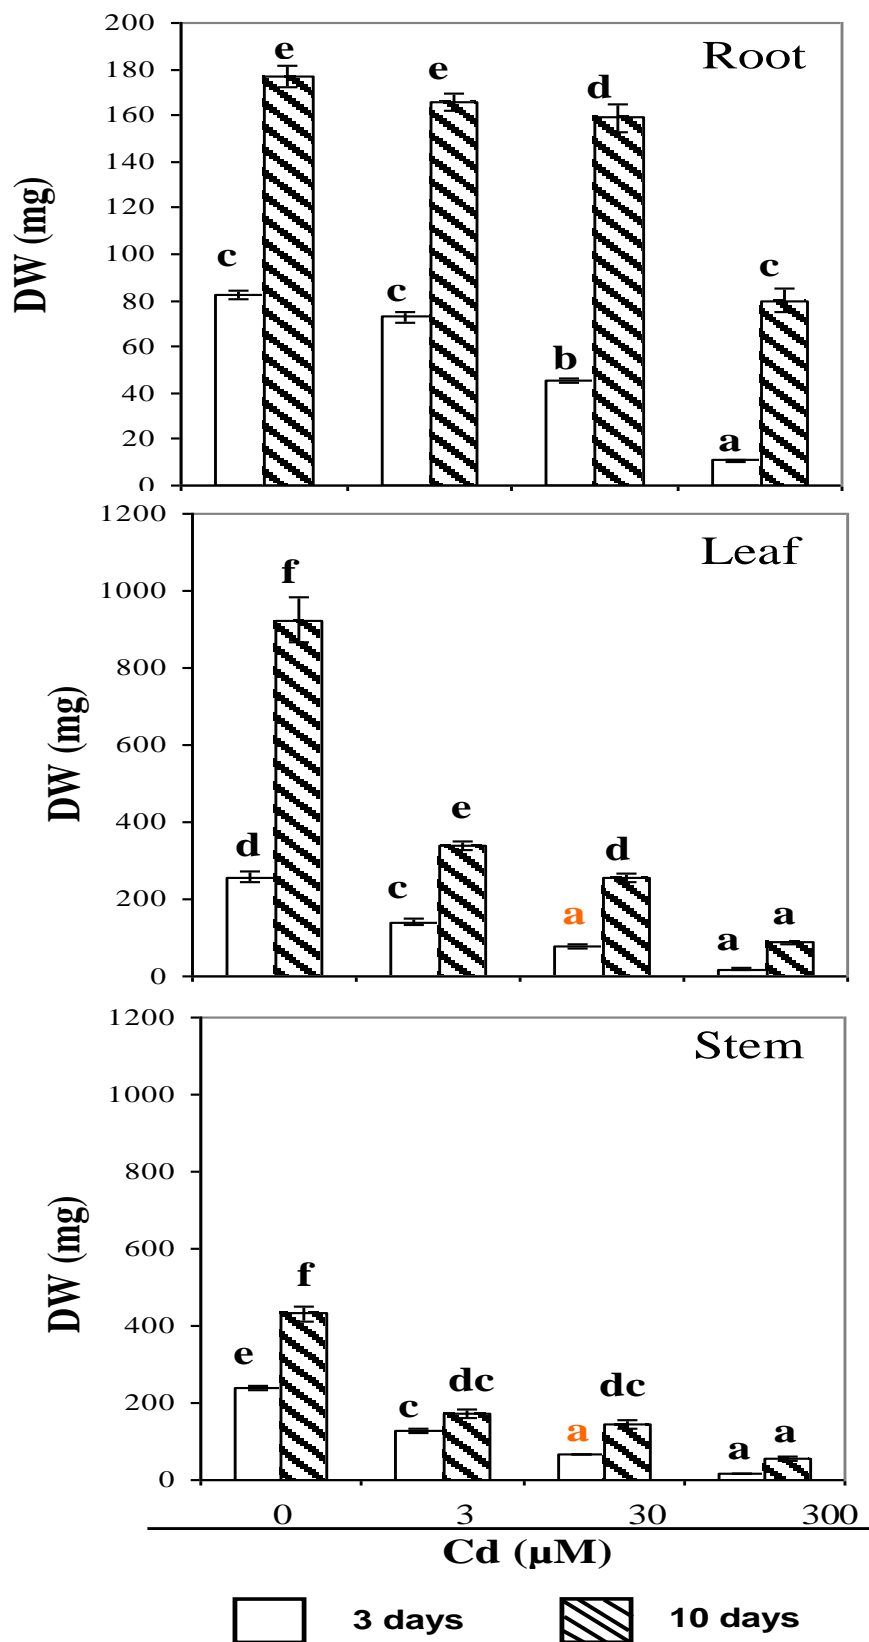 Root
DW (mg)
200
180
160
140
120
100
80
60
40
20
0
e
e
d
c
c
c
b
a
Leaf
DW (mg)
1200
1000
800
600
400
200
0
f
e
d
d
c
a
a
a
Stem
DW (mg)
1200
1000
800
600
400
200
0
f
e
dc
dc
c
a
a
a
0 3 30 300
Cd (µM)
3 days 10 days